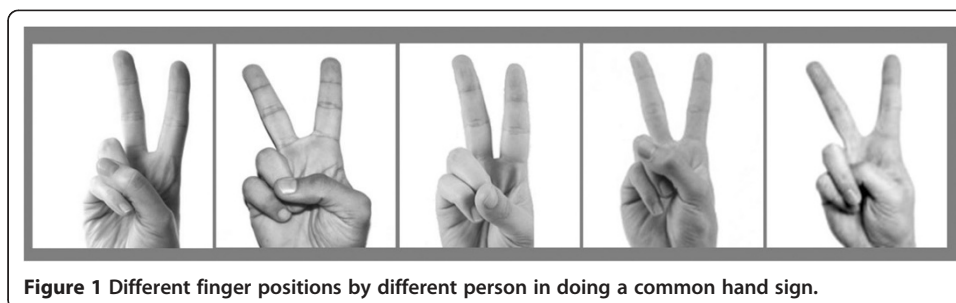 Figure 1 Different finger positions by different person in doing a common hand sign.